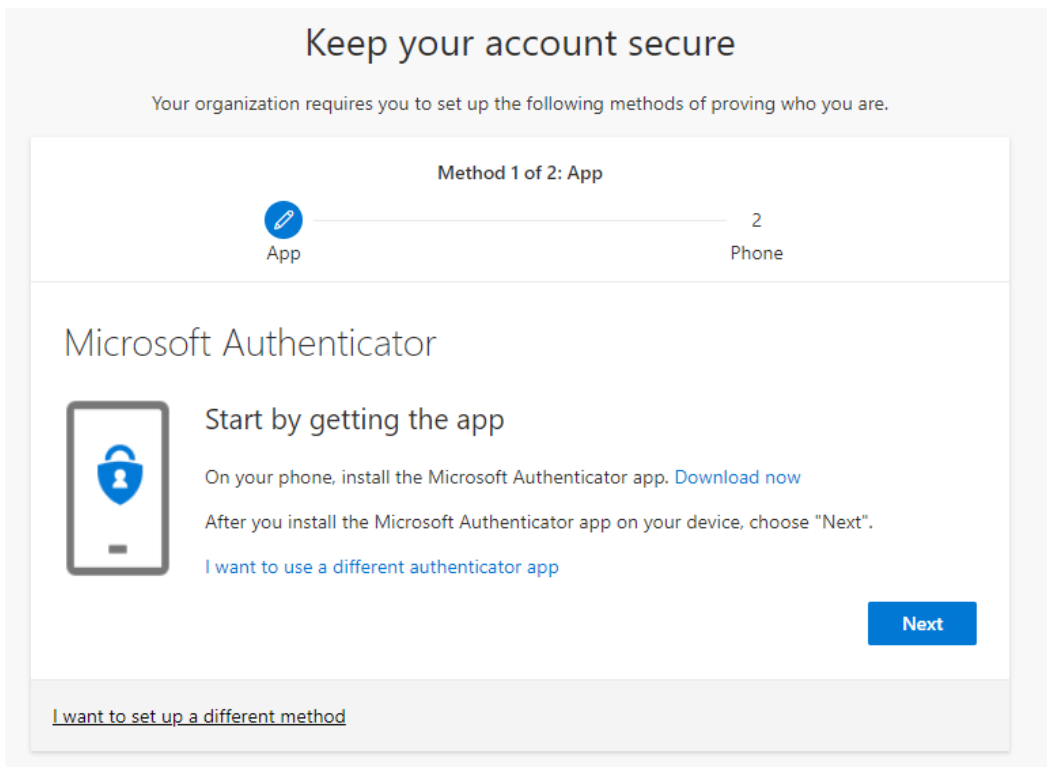 Keep your account secure
Your organization requires you to set up the following methods of proving who you are.
Method 1 of 2: App
2
App
Phone
Microsoft Authenticator
Start by getting the app
On your phone, install the Microsoft Authenticator app. Download now
After you install the Microsoft Authenticator app on your device, choose "Next".
I want to use a different authenticator app
Next
I want to set up a different method